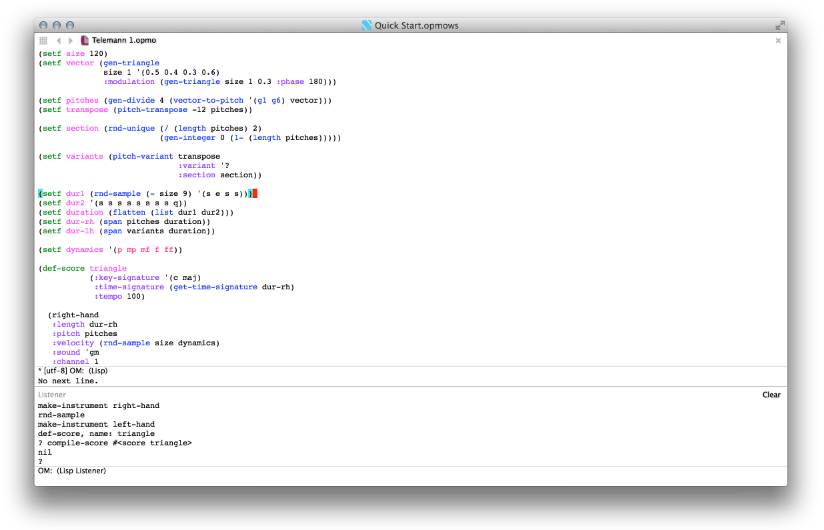 Quick Start.opmows
Telemann 1.opmo
(setf size 120)
(setf vector (gen-triangle
size 1 '(0.5 0.4 0.3 0.6)
:modulation (gen-triangle size 1 0.3 :phase 180)))
(setf pitches (gen-divide 4 (vector-to-pitch '(g1 g6) vector)))
(setf transpose (pitch-transpose -12 pitches))
(setf section (rnd-unique (/ (length pitches) 2)
(gen-integer 0 (1- (length pitches)))))
(setf variants (pitch-variant transpose
:variant '?
:section section))
(setf dur1 (rnd-sample (- size 9) '(s e s s)))
(setf dur2 '(s s s s s s s s q))
(setf duration (flatten (list dur1 dur2)))
(setf dur-rh (span pitches duration))
(setf dur-lh (span variants duration))
(setf dynamics '(p mp mf f ff))
(def-score triangle
(:key-signature '(c maj)
:time-signature (get-time-signature dur-rh)
:tempo 100)
(right-hand
:length dur-rh
:pitch pitches
:velocity (rnd-sample size dynamics)
:sound 'gm
:channel 1
* [utf-8] OM: (Lisp)
No next line.
Listener Clear
make-instrument right-hand
rnd-sample
make-instrument left-hand
def-score, name: triangle
? compile-score #<score triangle>
nil
?
OM: (Lisp Listener)